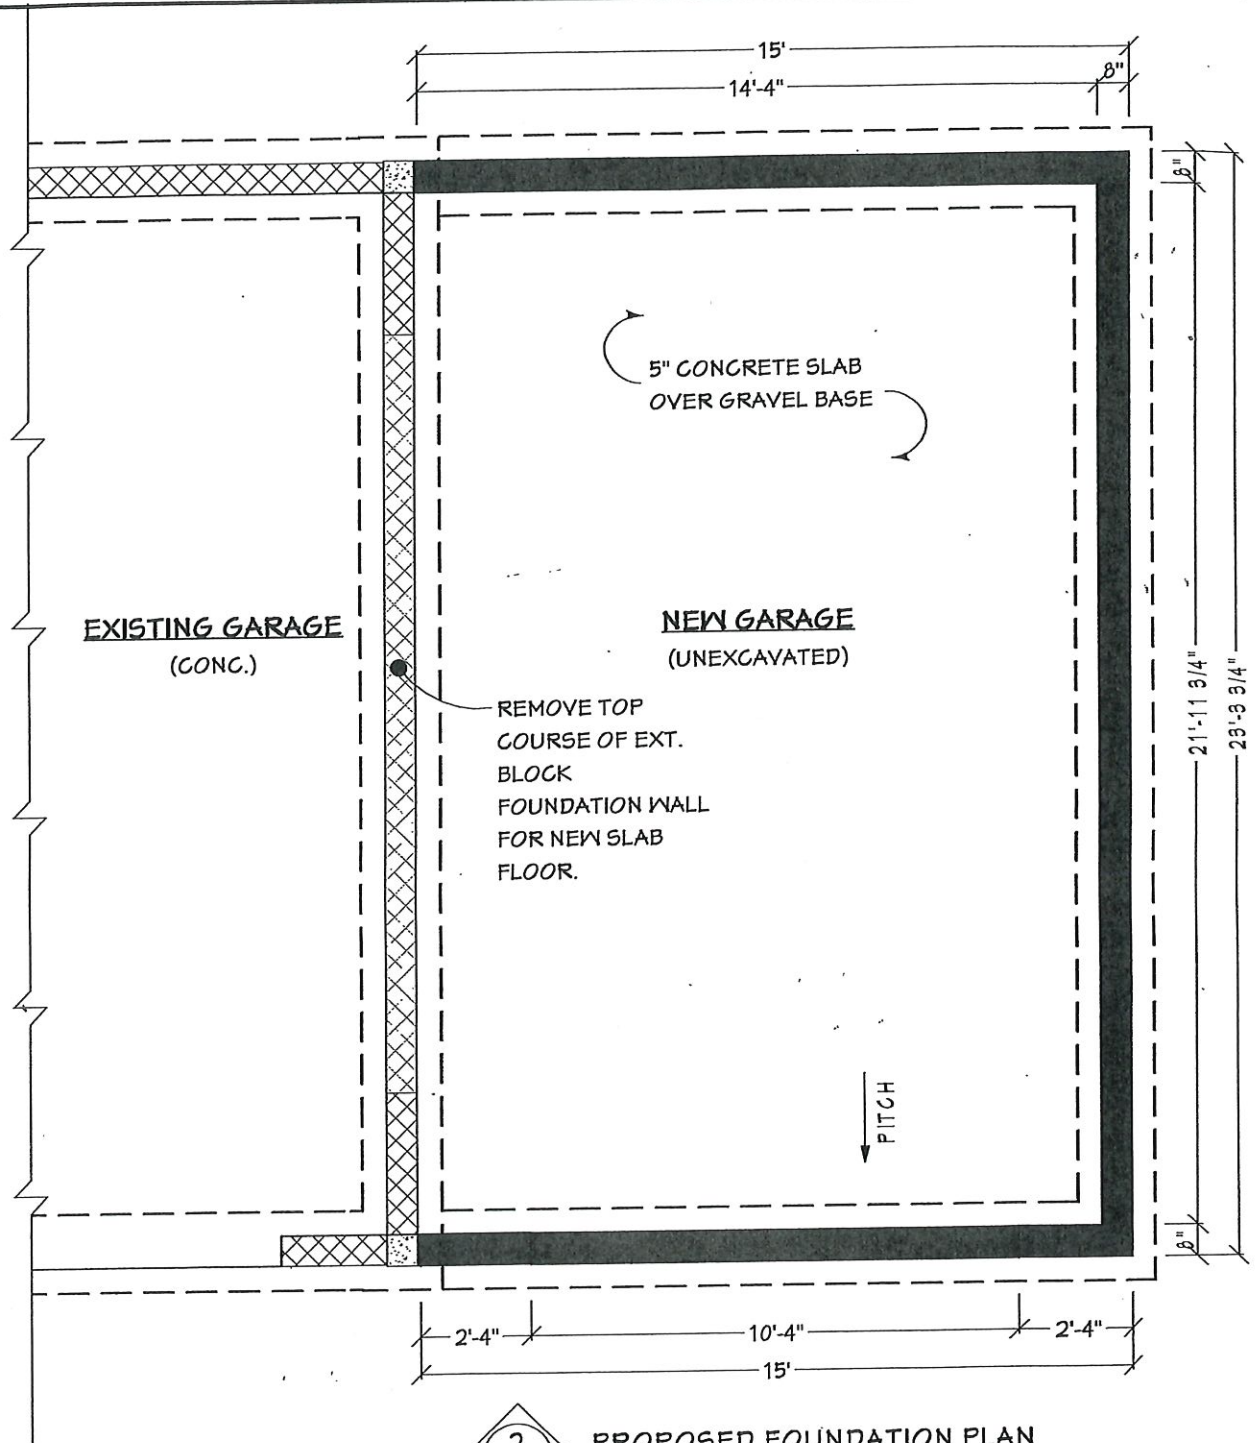 15'
14'-4"
8"
8"
5" CONCRETE SLAB
OVER GRAVEL BASE
EXISTING GARAGE
(CONC.)
NEW GARAGE
(UNEXCAVATED)
REMOVE TOP
COURSE OF EXT.
BLOCK
FOUNDATION WALL
FOR NEW SLAB
FLOOR.
21'-11 3/4"
23'-3 3/4"
PITCH
8"
2'-4"
10'-4"
2'-4"
15'
2
PROPOSED FOUNDATION PLAN